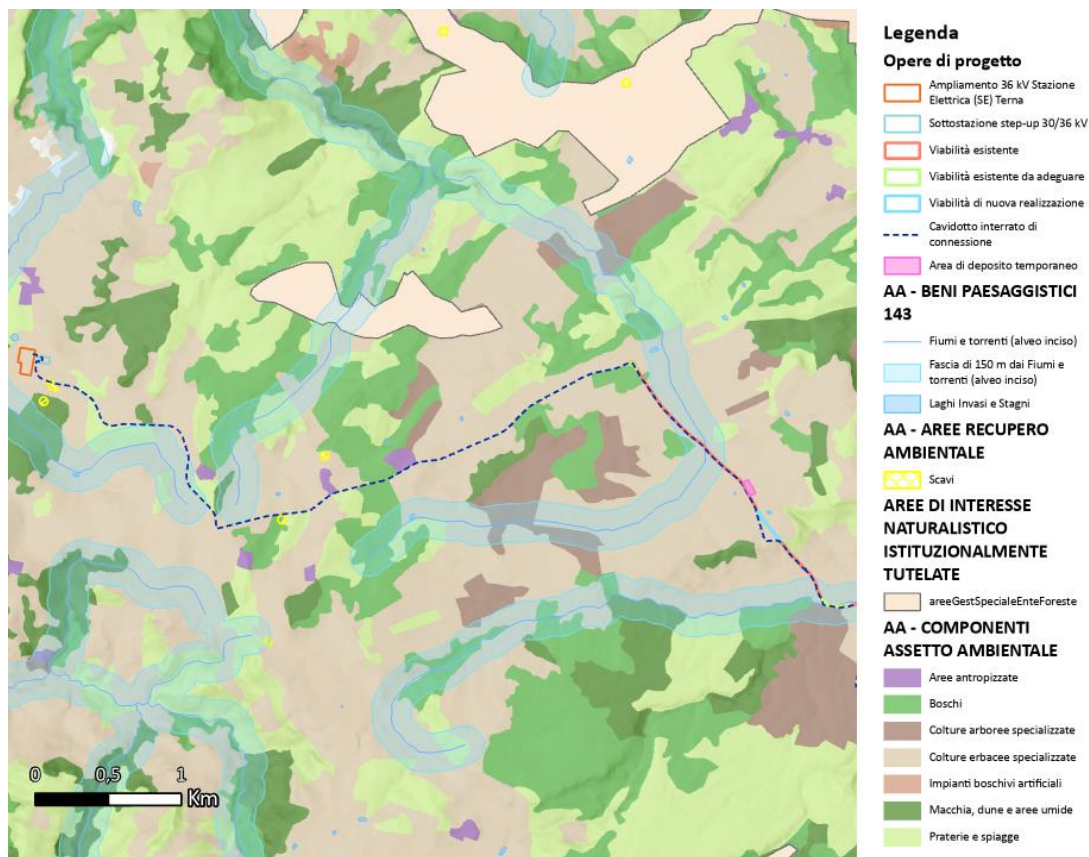 Legenda
Opere di progetto
Ampliamento 36 kV Stazione
Elettrica (SE) Terna
Sottostazione step-up 30/36 kV
Viabilità esistente
Viabilità esistente da adeguare
Viabilità di nuova realizzazione
Cavidotto interrato di
connessione
Area di deposito temporaneo
AA - BENI PAESAGGISTICI
143
Fiumi e torrenti (alveo inciso)
Fascia di 150 m dai Fiumi e
torrenti (alveo inciso)
Laghi Invasi e Stagni
AA - AREE RECUPERO
AMBIENTALE
Scavi
AREE DI INTERESSE
NATURALISTICO
ISTITUZIONALMENTE
TUTELATE
areeGestSpecialeEnteForeste
AA - COMPONENTI
ASSETTO AMBIENTALE
Aree antropizzate
Boschi
Colture arboree specializzate
Colture erbacee specializzate
Impianti boschivi artificiali
Macchia, dune e aree umide
Praterie e spiagge
0 0,5 1
Km